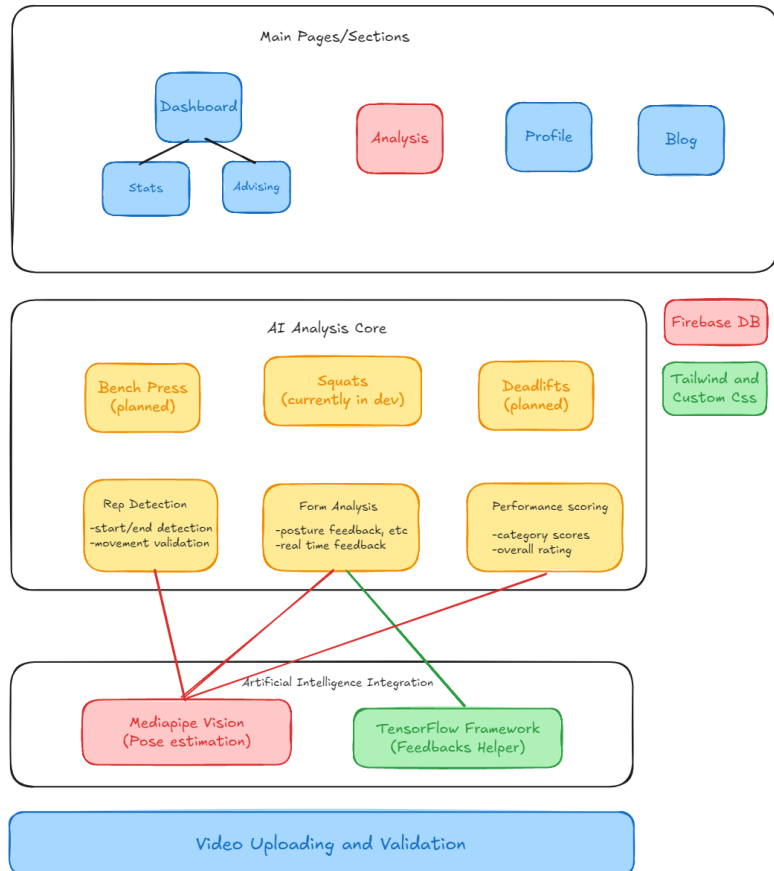 Main Pages/Sections
Dashboard
Analysis
Profile
Blog
Stats
Advising
AI Analysis Core
Firebase DB
Bench Press
(planned)
Squats
(currently in dev)
Deadlifts
(planned)
Tailwind and
Custom Css
Rep Detection
-start/end detection
-movement validation
Form Analysis
-posture feedback, etc
-real time feedback
Performance scoring
-category scores
-overall rating
Artificial Intelligence Integration
Mediapipe Vision
(Pose estimation)
TensorFlow Framework
(Feedbacks Helper)
Video Uploading and Validation